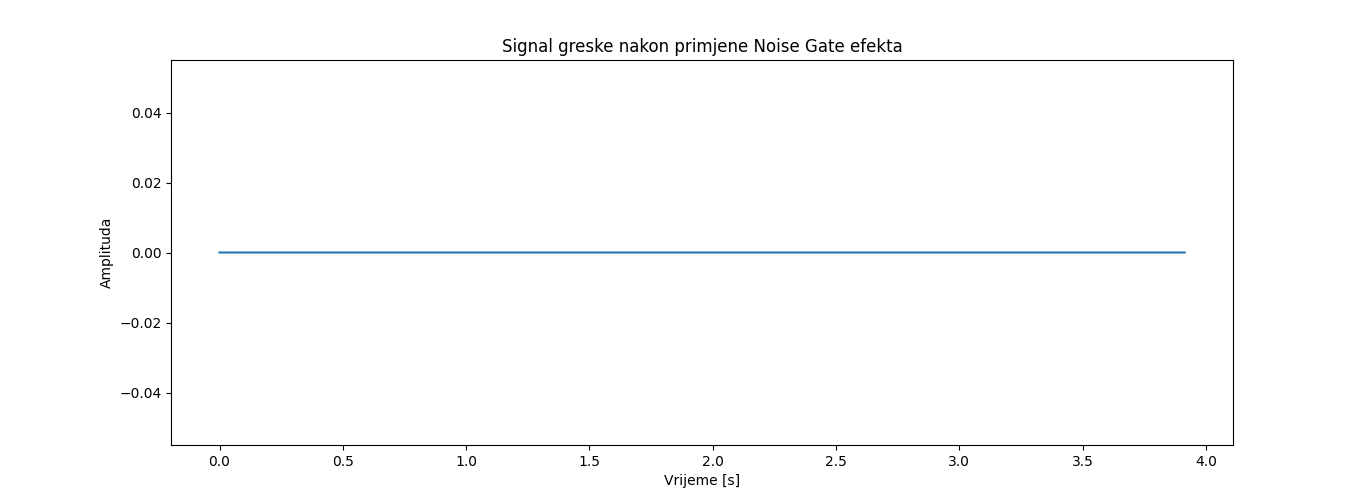 Signal greske nakon primjene Noise Gate efekta
0.04
0.02
0.00
−0.02
−0.04
Amplituda
0.0 0.5 1.0 1.5 2.0 2.5 3.0 3.5 4.0
Vrijeme [s]